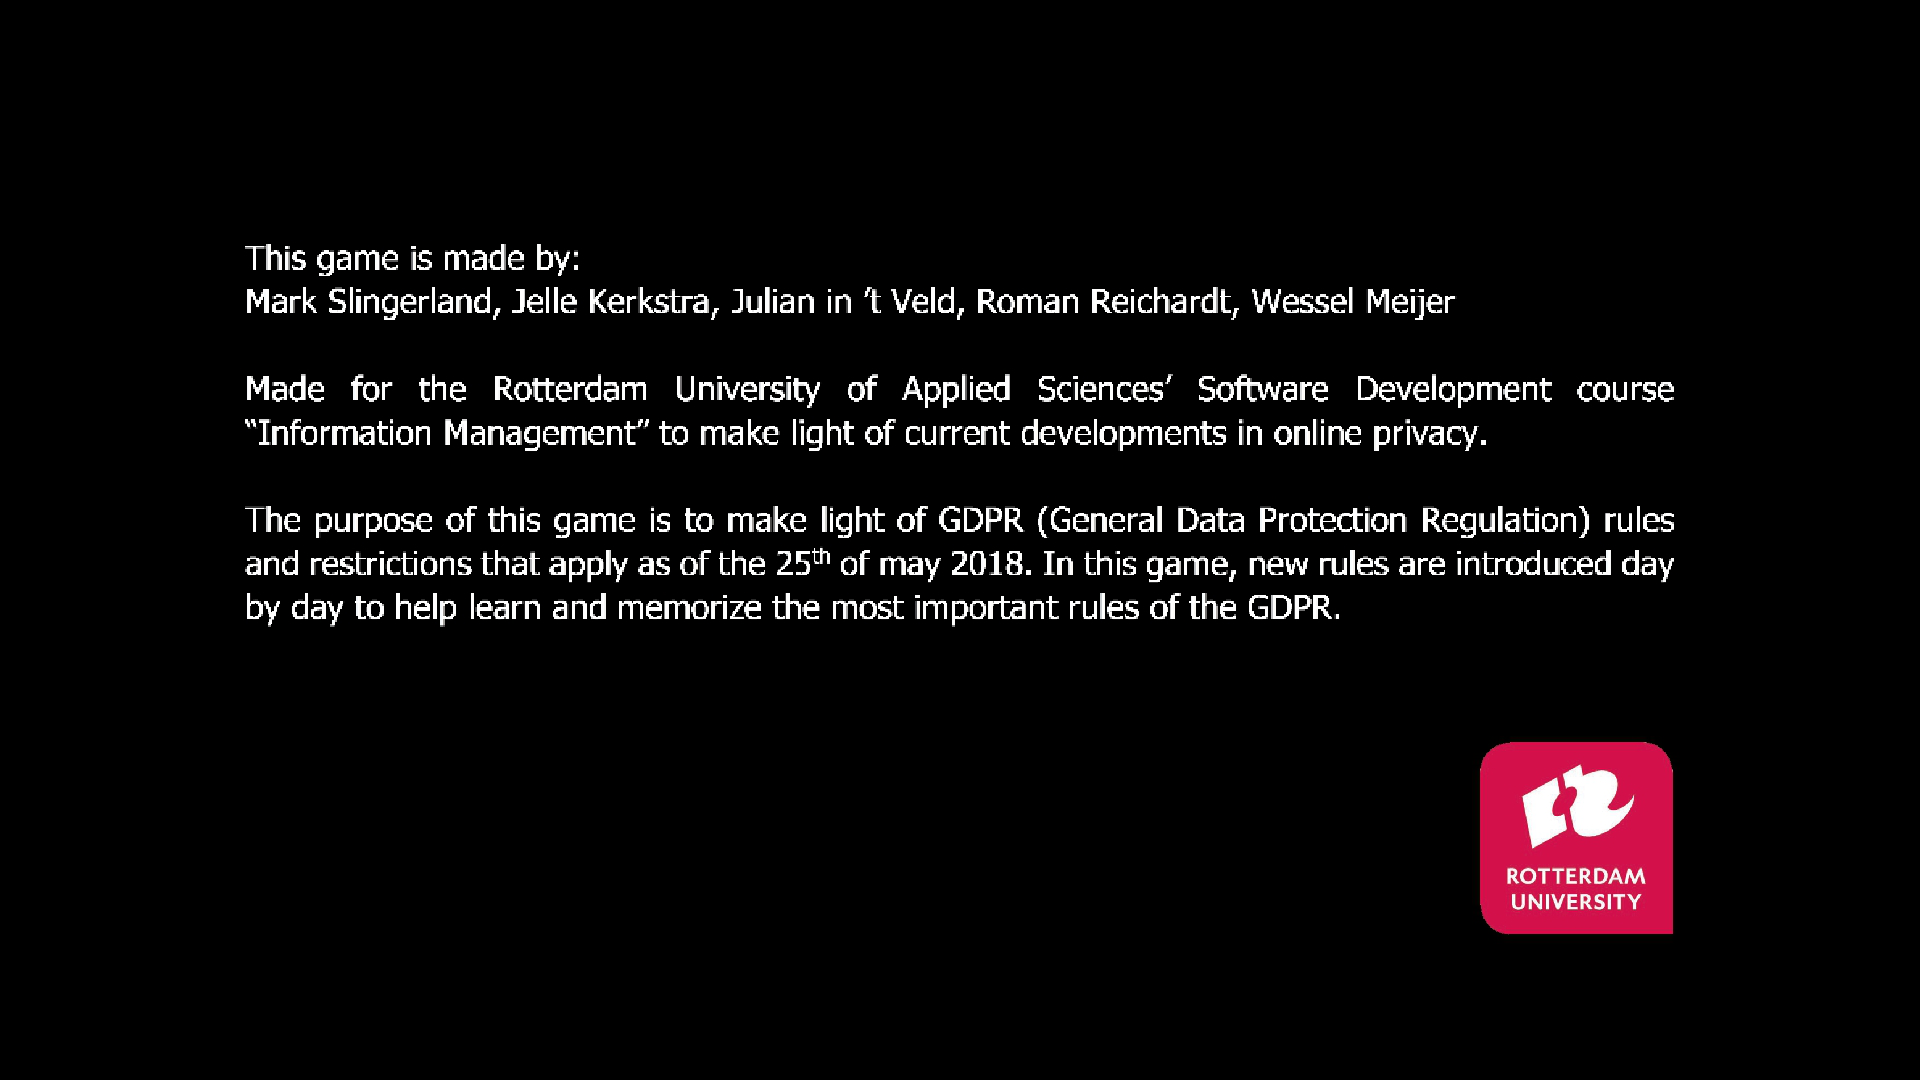 This game is made by:
Mark Slingerland, Jelle Kerkstra, Julian in ’t Veld, Roman Reichardt, Wessel Meijer
Made for the Rotterdam University of Applied Sciences’ Software Development course
“Information Management” to make light of current developments in online privacy.
The purpose of this game is to make light of GDPR (General Data Protection Regulation) rules
and restrictions that apply as of the 25th of may 2018. In this game, new rules are introduced day
by day to help learn and memorize the most important rules of the GDPR.
ROTTERDAM
UNIVERSITY